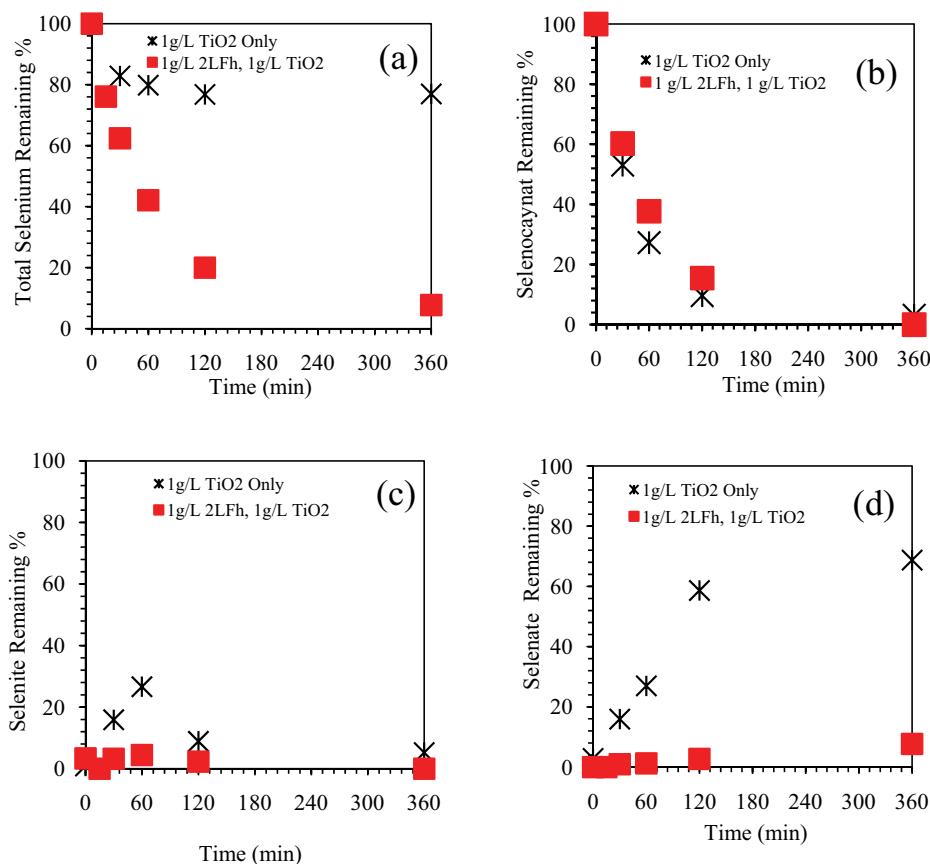 (a)
1g/L TiO2 Only
1g/L 2LFh, 1g/L TiO2
Total Selenium Remaining %
100
80
60
40
20
0
0 60 120 180 240 300 360
Time (min)
(b)
1g/L TiO2 Only
1 g/L 2LFh, 1 g/L TiO2
Selenocaynat Remaining %
100
80
60
40
20
0
0 60 120 180 240 300 360
Time (min)
(c)
1g/L TiO2 Only
1g/L 2LFh, 1g/L TiO2
Selenite Remaining %
100
80
60
40
20
0
0 60 120 180 240 300 360
Time (min)
(d)
1g/L TiO2 Only
1g/L 2LFh, 1g/L TiO2
Selenate Remaining %
100
80
60
40
20
0
0 60 120 180 240 300 360
Time (min)